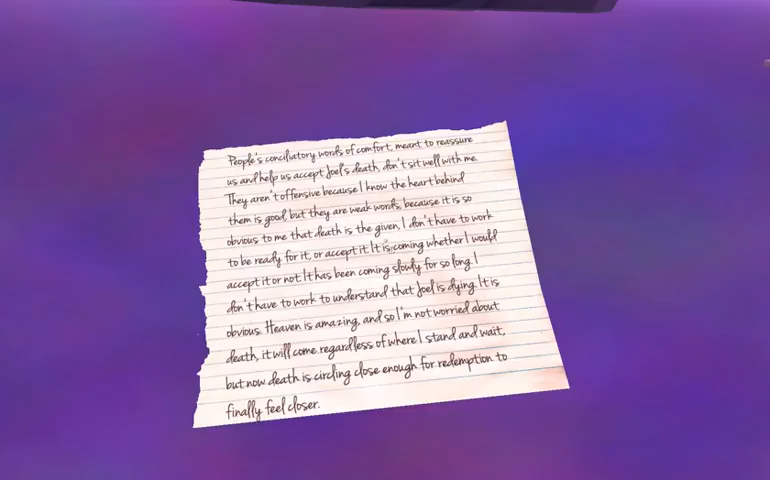 People's conciliatory words of comfort, meant to reassure
us and help us accept Joel's death, don't sit well with me.
They aren't offensive because I know the heart behind
them is good, but they are weak words, because it is so
obvious to me that death is the given, I don't have to work
to be ready for it, or accept it. It is coming whether I would
accept it or not. It has been coming slowly for so long. I
don't have to work to understand that Joel is dying. It is
obvious. Heaven is amazing, and so I'm not worried about
death, it will come regardless of where I stand and wait,
but now death is circling close enough for redemption to
finally feel closer.